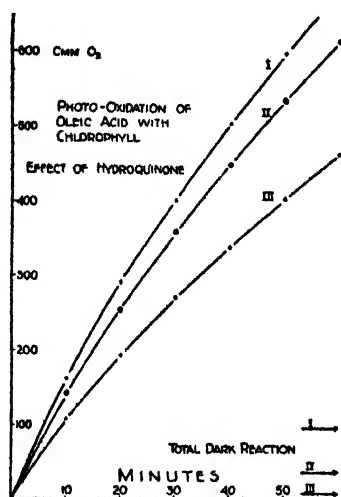 600 CMM O₂
I
II
PHOTO-OXIDATION OF
OLEIC ACID WITH
CHLOROPHYLL
500
EFFECT OF HYDROQUINONE
400
III
300
200
100
I
TOTAL DARK REACTION
II
MINUTES
III
10 20 30 40 50